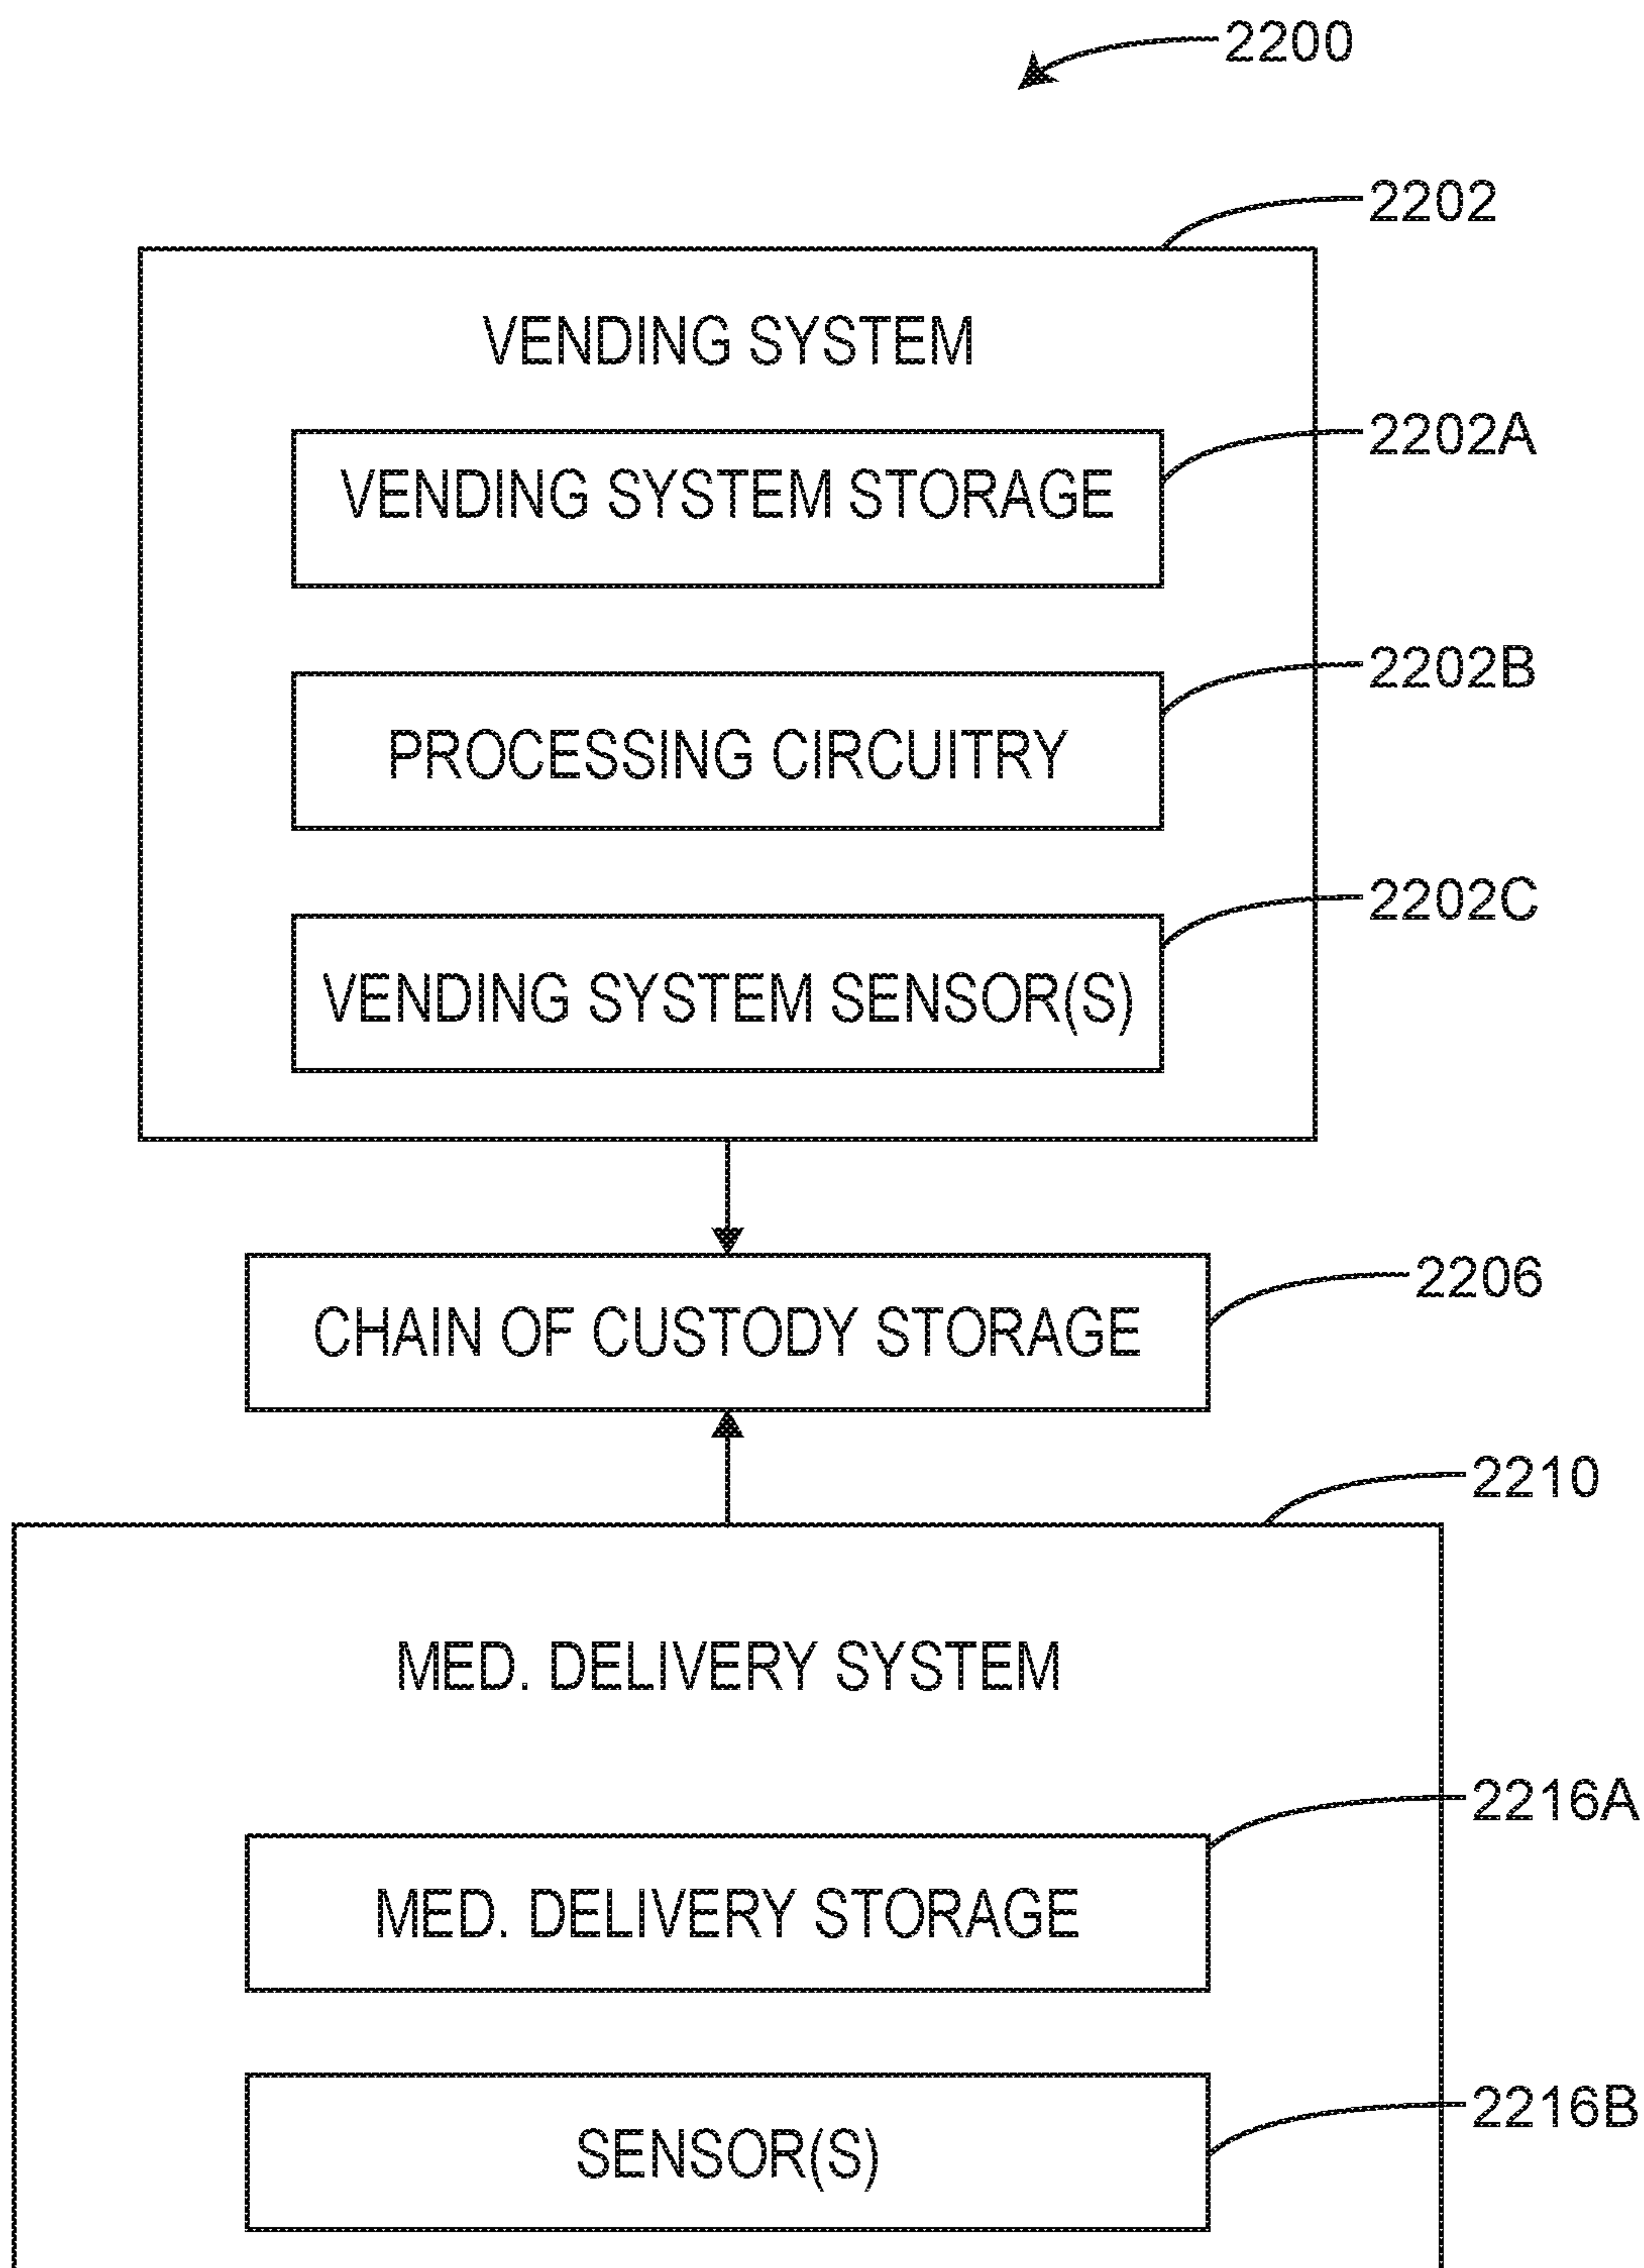 2200
2202
VENDING SYSTEM
2202A
VENDING SYSTEM STORAGE
2202B
PROCESSING CIRCUITRY
2202C
VENDING SYSTEM SENSOR(S)
2206
CHAIN OF CUSTODY STORAGE
2210
MED. DELIVERY SYSTEM
2216A
MED. DELIVERY STORAGE
2216B
SENSOR(S)